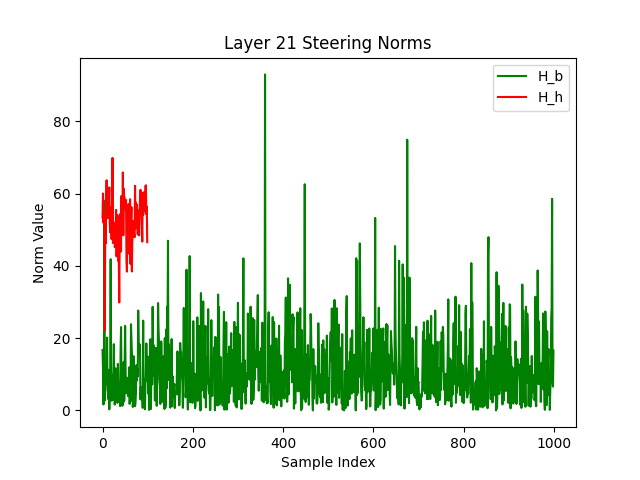 Layer 21 Steering Norms
H_b
H_h
Norm Value
80
60
40
20
0
0 200 400 600 800 1000
Sample Index